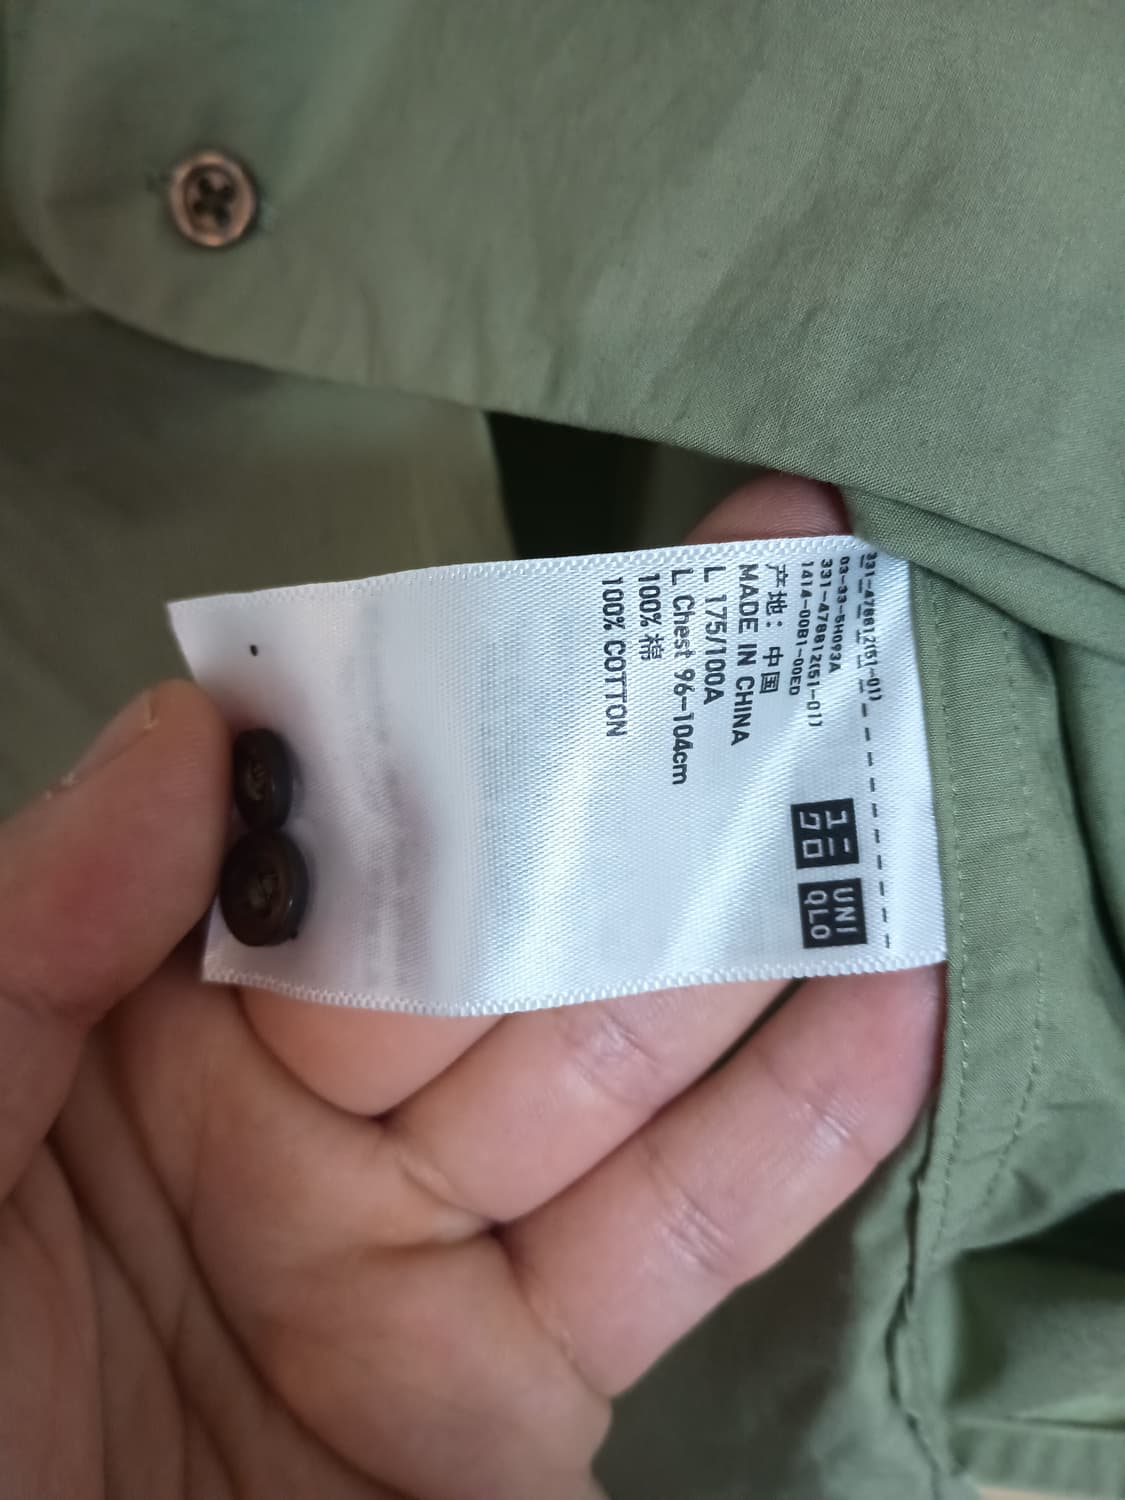 331-478812(51-01)
03-33-5H093A
331-478812(51-01)
1414-00B1-00ED
产地：中国
MADE IN CHINA
L 175/100A
L Chest 96-104cm
100% 棉
100% COTTON
ユニ
クロ
UNI
QLO